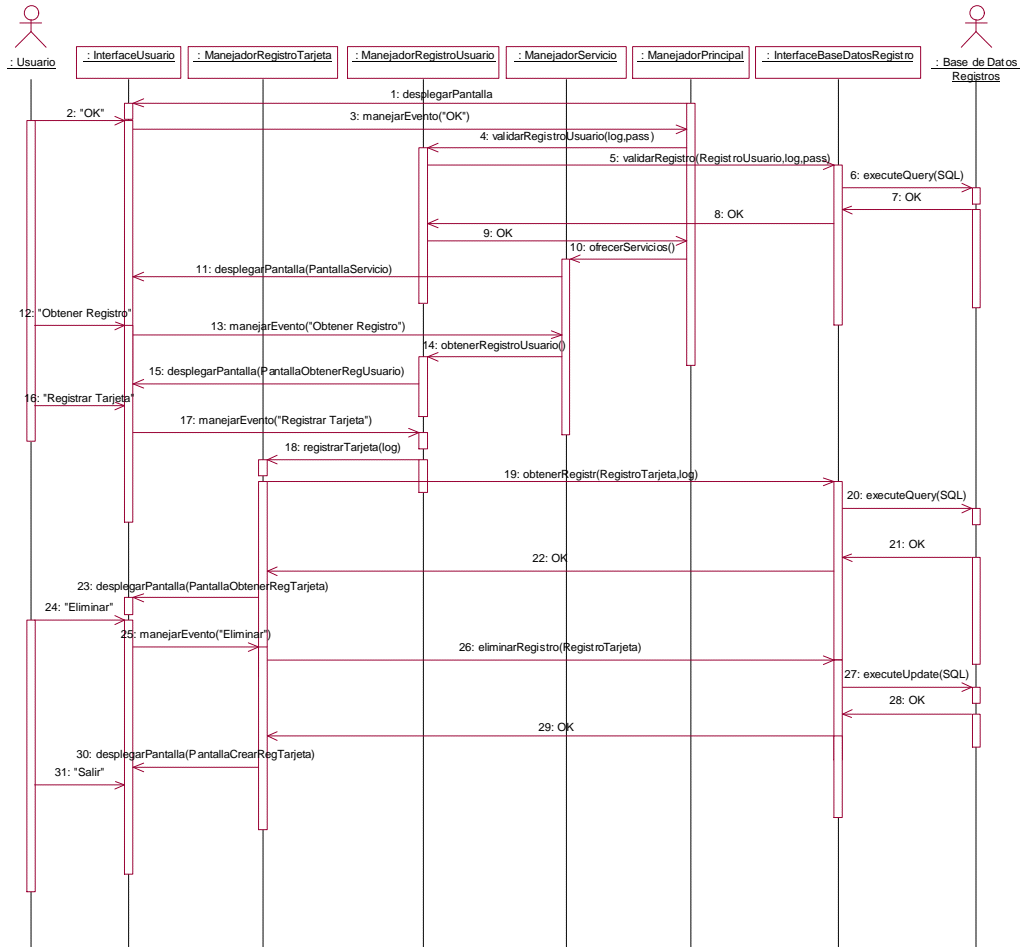 : Usuario
: InterfaceUsuario
: ManejadorRegistroTarjeta
: ManejadorRegistroUsuario
: ManejadorServicio
: ManejadorPrincipal
: InterfaceBaseDatosRegistro
: Base de Datos
Registros
1: desplegarPantalla
2: "OK"
3: manejarEvento("OK")
4: validarRegistroUsuario(log,pass)
5: validarRegistro(RegistroUsuario,log,pass)
6: executeQuery(SQL)
7: OK
8: OK
9: OK
10: ofrecerServicios()
11: desplegarPantalla(PantallaServicio)
12: "Obtener Registro"
13: manejarEvento("Obtener Registro")
14: obtenerRegistroUsuario()
15: desplegarPantalla(PantallaObtenerRegUsuario)
16: "Registrar Tarjeta"
17: manejarEvento("Registrar Tarjeta")
18: registrarTarjeta(log)
19: obtenerRegistr(RegistroTarjeta,log)
20: executeQuery(SQL)
21: OK
22: OK
23: desplegarPantalla(PantallaObtenerRegTarjeta)
24: "Eliminar"
25: manejarEvento("Eliminar")
26: eliminarRegistro(RegistroTarjeta)
27: executeUpdate(SQL)
28: OK
29: OK
30: desplegarPantalla(PantallaCrearRegTarjeta)
31: "Salir"